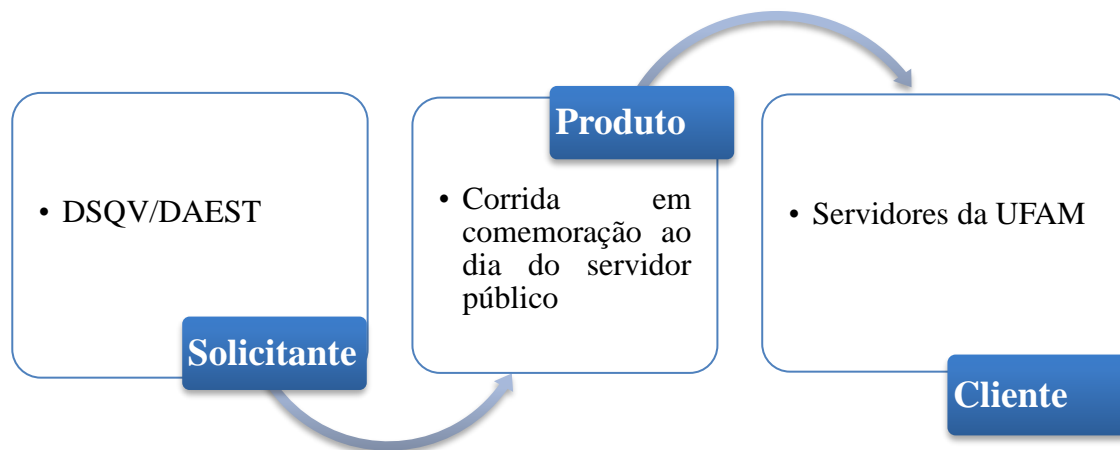 • DSQV/DAEST
Solicitante
Produto
• Corrida em
comemoração ao
dia do servidor
público
• Servidores da UFAM
Cliente